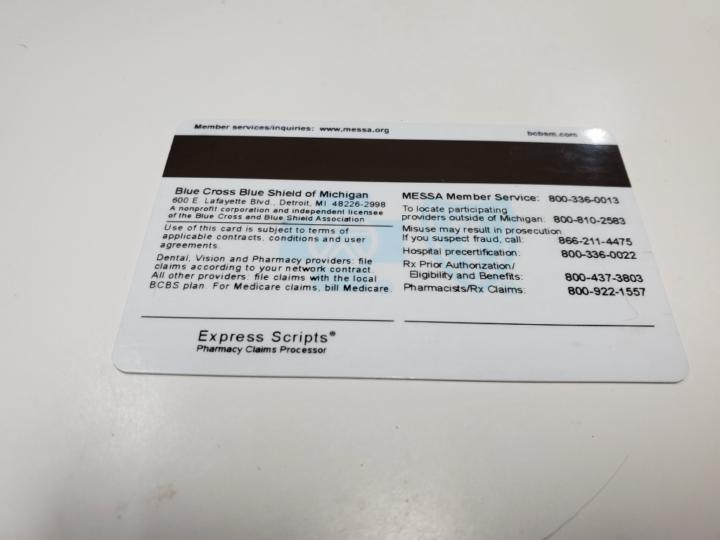 Member services/inquiries: www.messa.org
bcbsm.com
Blue Cross Blue Shield of Michigan
600 E. Lafayette Blvd., Detroit, MI 48226-2998
A nonprofit corporation and independent licensee
of the Blue Cross and Blue Shield Association
Use of this card is subject to terms of
applicable contracts, conditions and user
agreements.
Dental, Vision and Pharmacy providers: file
claims according to your network contract.
All other providers: file claims with the local
BCBS plan. For Medicare claims, bill Medicare.
MESSA Member Service: 800-336-0013
To locate participating
providers outside of Michigan: 800-810-2583
Misuse may result in prosecution.
If you suspect fraud, call: 866-211-4475
Hospital precertification: 800-336-0022
Rx Prior Authorization/
Eligibility and Benefits: 800-437-3803
Pharmacists/Rx Claims: 800-922-1557
Express Scripts®
Pharmacy Claims Processor